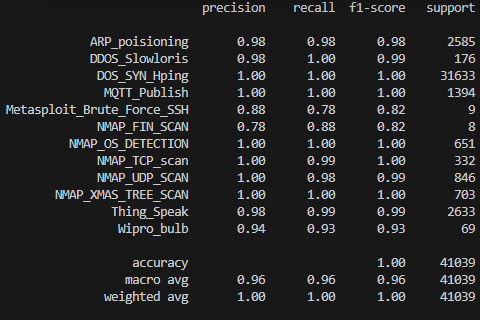 precision recall f1-score support
ARP_poisioning 0.98 0.98 0.98 2585
DDOS_Slowloris 0.98 1.00 0.99 176
DOS_SYN_Hping 1.00 1.00 1.00 31633
MQTT_Publish 1.00 1.00 1.00 1394
Metasploit_Brute_Force_SSH 0.88 0.78 0.82 9
NMAP_FIN_SCAN 0.78 0.88 0.82 8
NMAP_OS_DETECTION 1.00 1.00 1.00 651
NMAP_TCP_scan 1.00 0.99 1.00 332
NMAP_UDP_SCAN 1.00 0.98 0.99 846
NMAP_XMAS_TREE_SCAN 1.00 1.00 1.00 703
Thing_Speak 0.98 0.99 0.99 2633
Wipro_bulb 0.94 0.93 0.93 69
accuracy 1.00 41039
macro avg 0.96 0.96 0.96 41039
weighted avg 1.00 1.00 1.00 41039